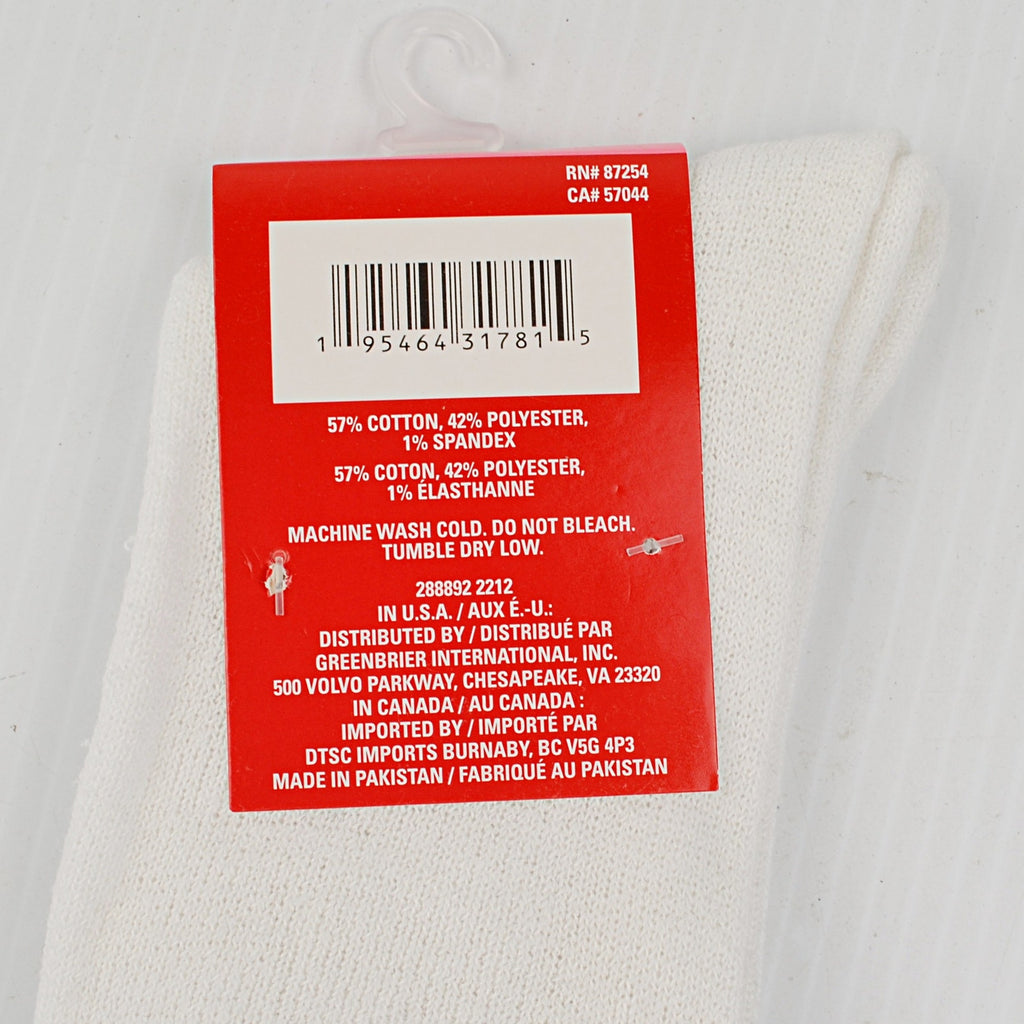 RN# 87254
CA# 57044
1 95464 31781 5
57% COTTON, 42% POLYESTER,
1% SPANDEX
57% COTON, 42% POLYESTER,
1% ÉLASTHANNE
MACHINE WASH COLD. DO NOT BLEACH.
TUMBLE DRY LOW.
288892 2212
IN U.S.A. / AUX É.-U.:
DISTRIBUTED BY / DISTRIBUÉ PAR
GREENBRIER INTERNATIONAL, INC.
500 VOLVO PARKWAY, CHESAPEAKE, VA 23320
IN CANADA / AU CANADA :
IMPORTED BY / IMPORTÉ PAR
DTSC IMPORTS BURNABY, BC V5G 4P3
MADE IN PAKISTAN / FABRIQUÉ AU PAKISTAN